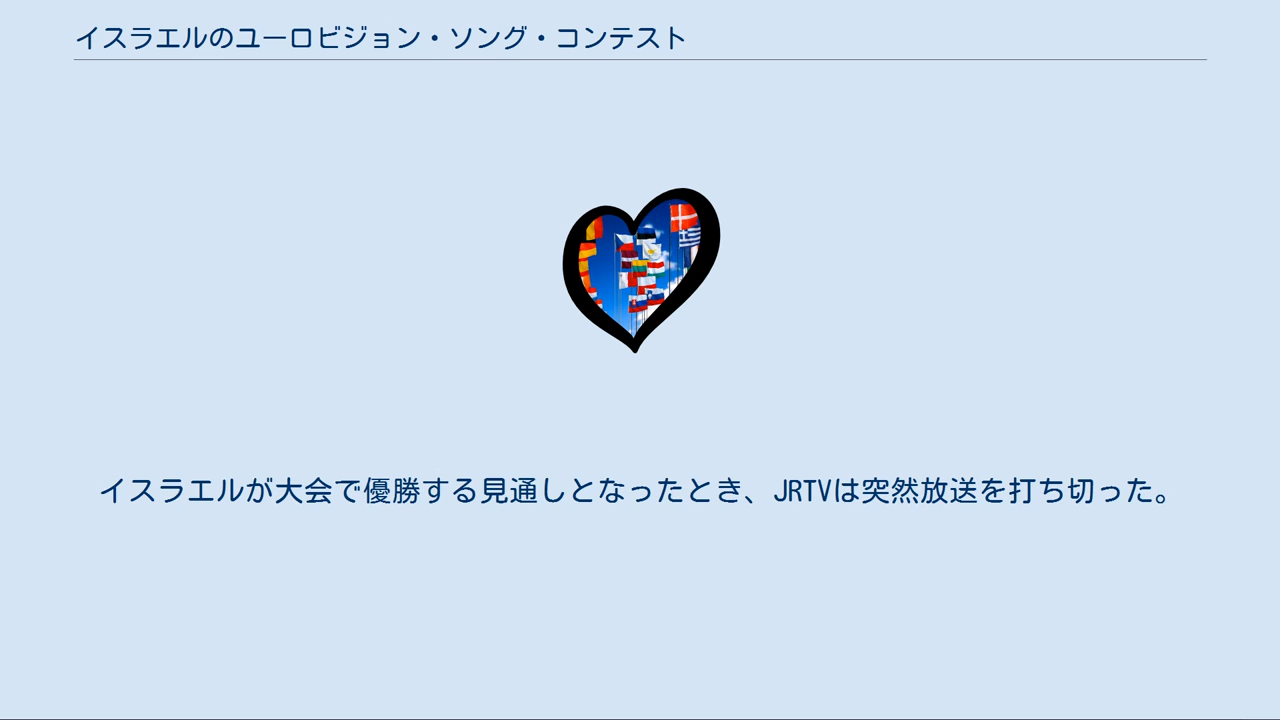 イスラエルのユーロビジョン・ソング・コンテスト
イスラエルが大会で優勝する見通しとなったとき、JRTVは突然放送を打ち切った。